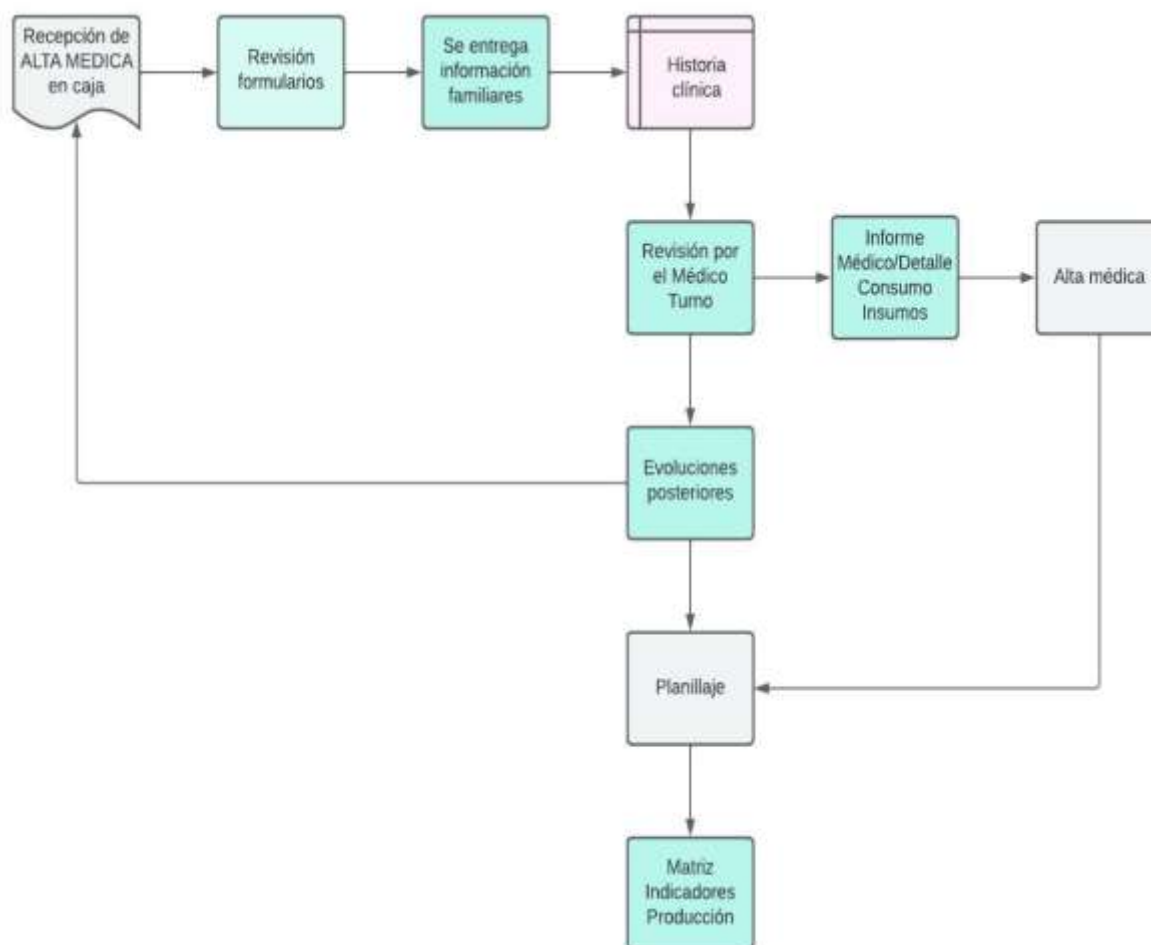 Recepción de
ALTA MEDICA
en caja
Revisión
formularios
Se entrega
información
familiares
Historia
clínica
Revisión por
el Médico
Turno
Informe
Médico/Detalle
Consumo
Insumos
Alta médica
Evoluciones
posteriores
Planillaje
Matriz
Indicadores
Producción